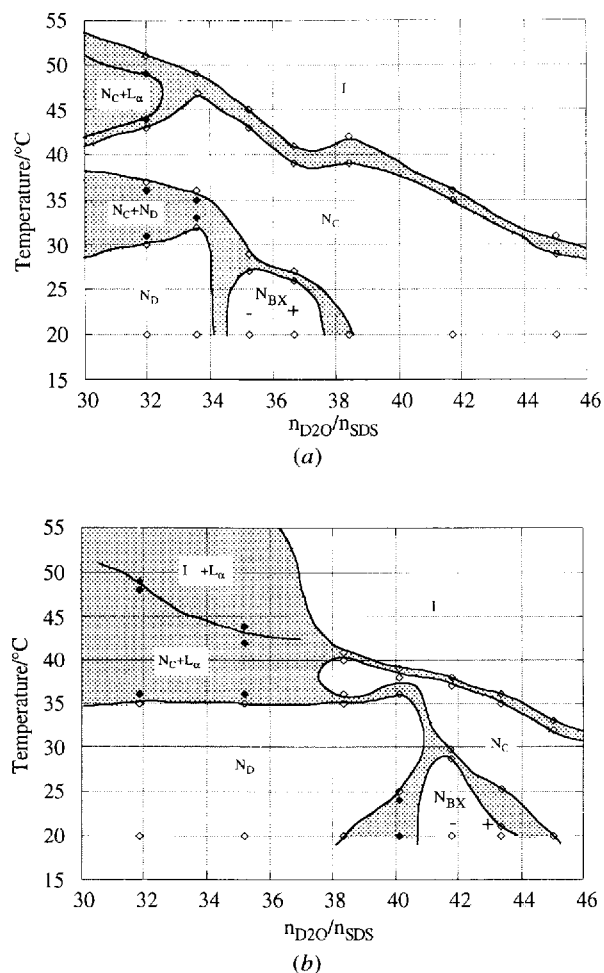 55
50
45
40
35
30
25
20
15
Temperature/°C
I
N_C+L_α
N_C
N_C+N_D
N_D
N_BX
- +
30 32 34 36 38 40 42 44 46
n_D2O/n_SDS
(a)
55
50
45
40
35
30
25
20
15
Temperature/°C
I +L_α
I
N_C+L_α
N_C
N_D
N_BX
- +
30 32 34 36 38 40 42 44 46
n_D2O/n_SDS
(b)